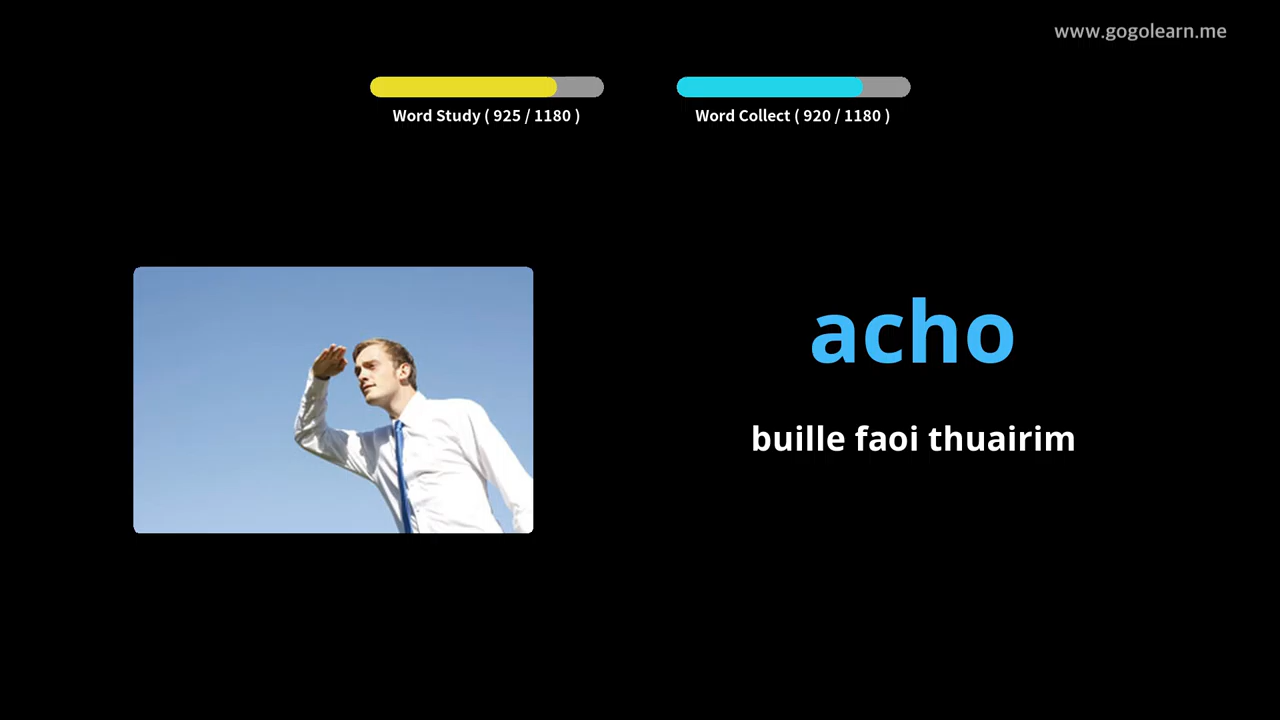 www.gogolearn.me
Word Study ( 925 / 1180 )
Word Collect ( 920 / 1180 )
acho
buille faoi thuairim